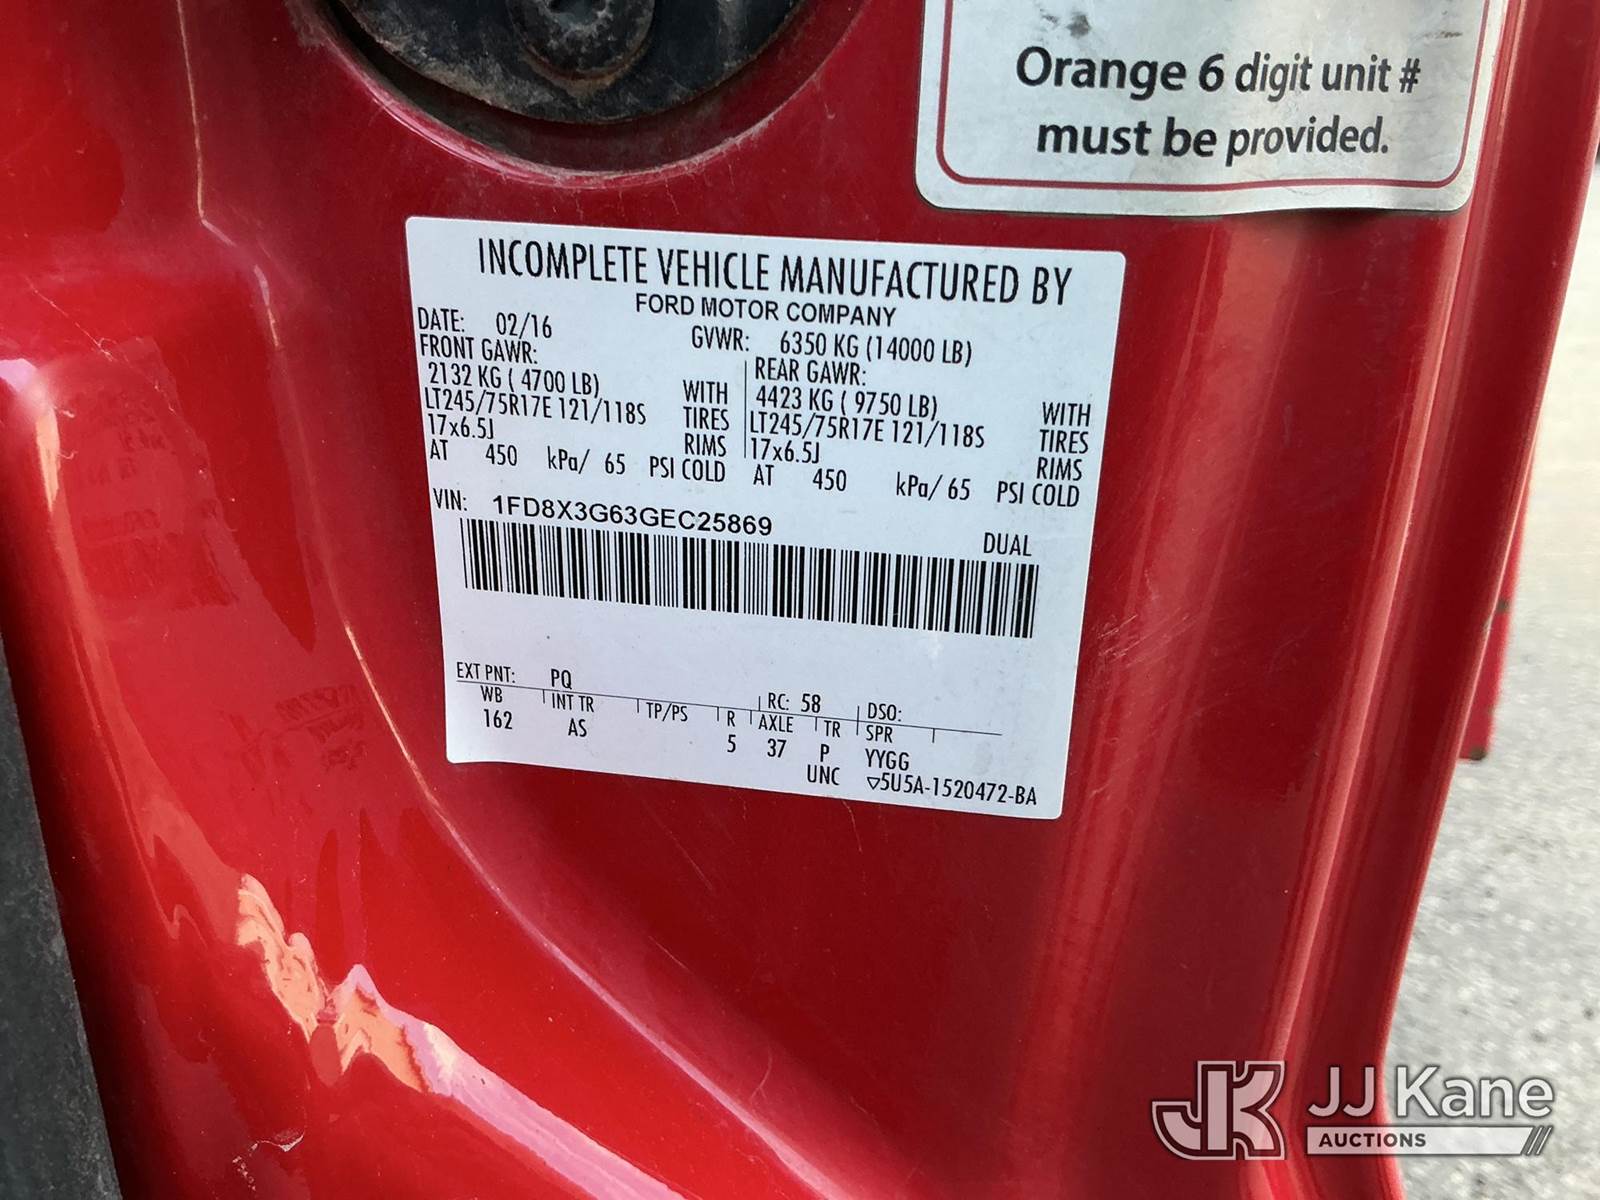 Orange 6 digit unit #
must be provided.
INCOMPLETE VEHICLE MANUFACTURED BY
FORD MOTOR COMPANY
DATE: 02/16 GVWR: 6350 KG (14000 LB)
FRONT GAWR: REAR GAWR:
2132 KG ( 4700 LB) WITH 4423 KG ( 9750 LB) WITH
LT245/75R17E 121/118S TIRES LT245/75R17E 121/118S TIRES
17x6.5J RIMS 17x6.5J RIMS
AT 450 kPa/ 65 PSI COLD AT 450 kPa/ 65 PSI COLD
VIN: 1FD8X3G63GEC25869
DUAL
EXT PNT: PQ RC: 58 DSO:
WB INT TR TP/PS R AXLE TR SPR
162 AS 5 37 P YYGG
UNC ▽5U5A-1520472-BA
JK JJ Kane
AUCTIONS